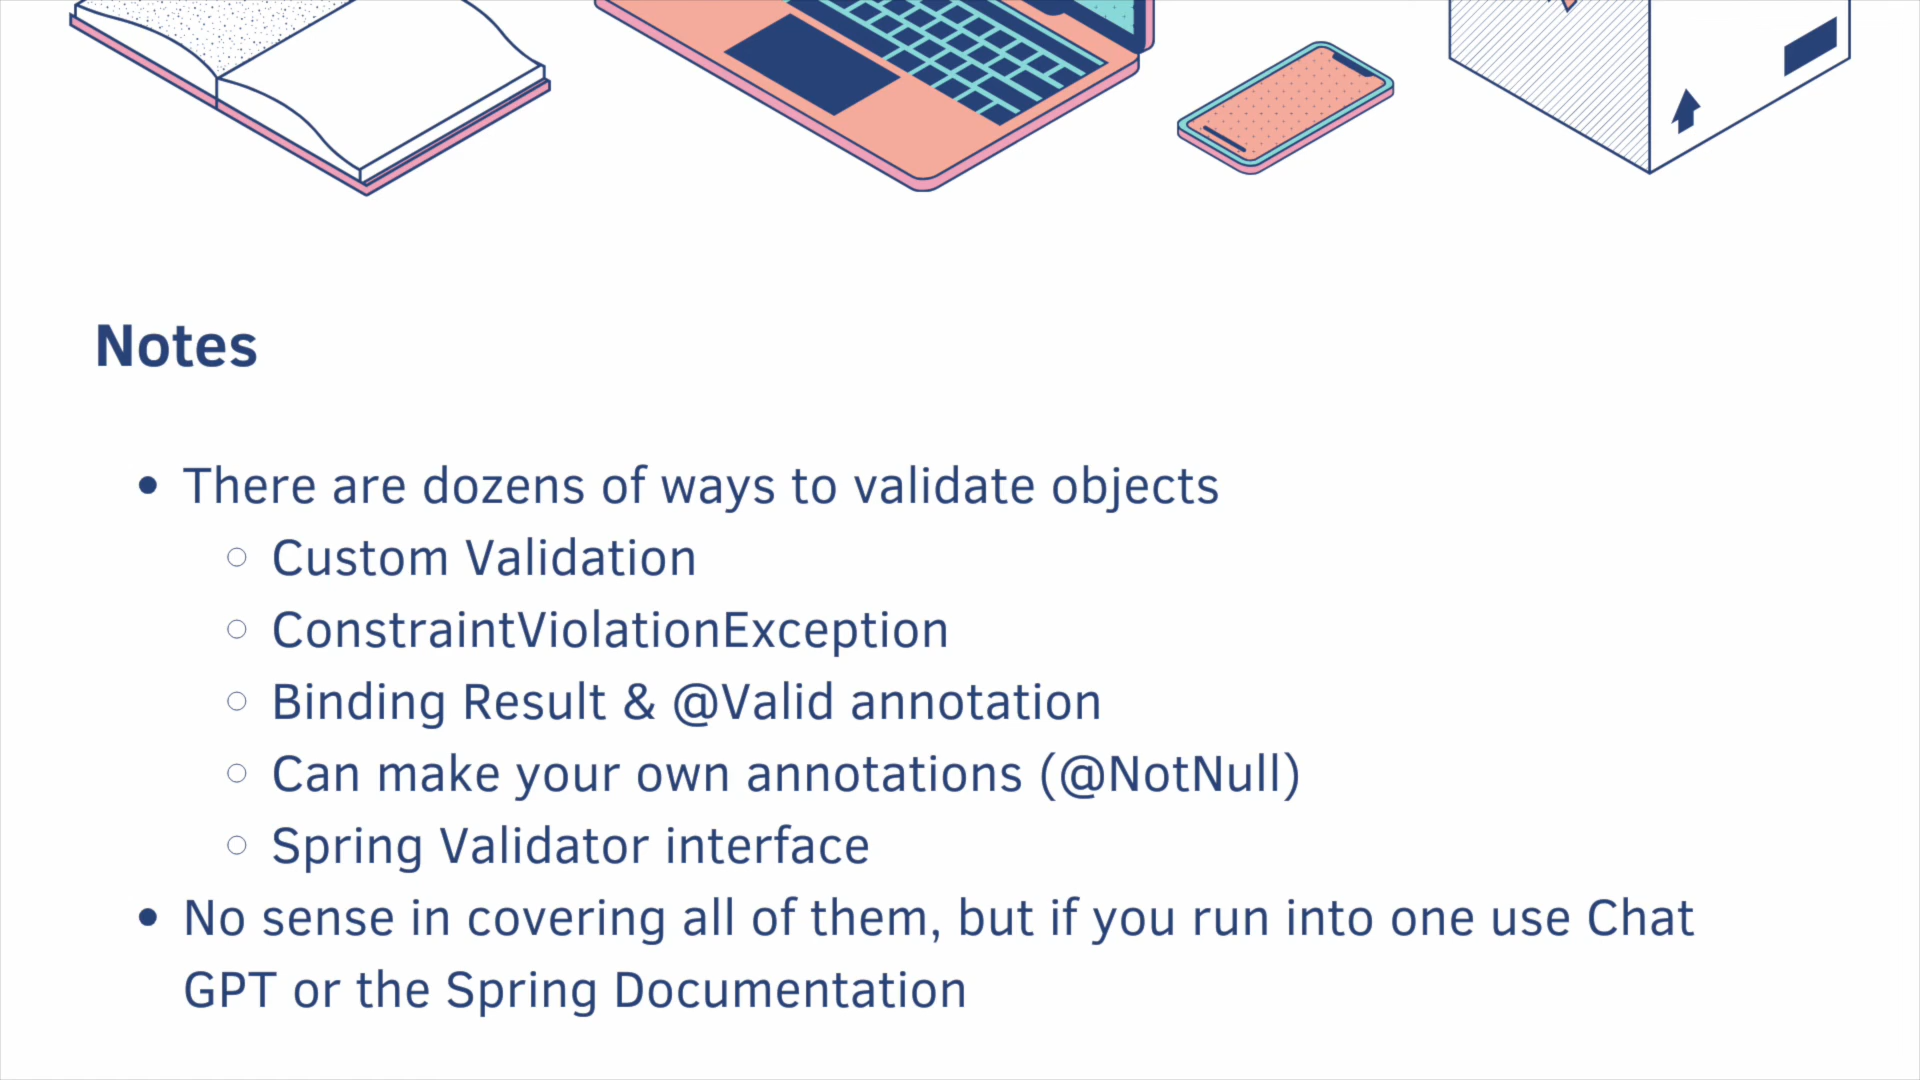 Notes
• There are dozens of ways to validate objects
○ Custom Validation
○ ConstraintViolationException
○ Binding Result & @Valid annotation
○ Can make your own annotations (@NotNull)
○ Spring Validator interface
• No sense in covering all of them, but if you run into one use Chat
GPT or the Spring Documentation